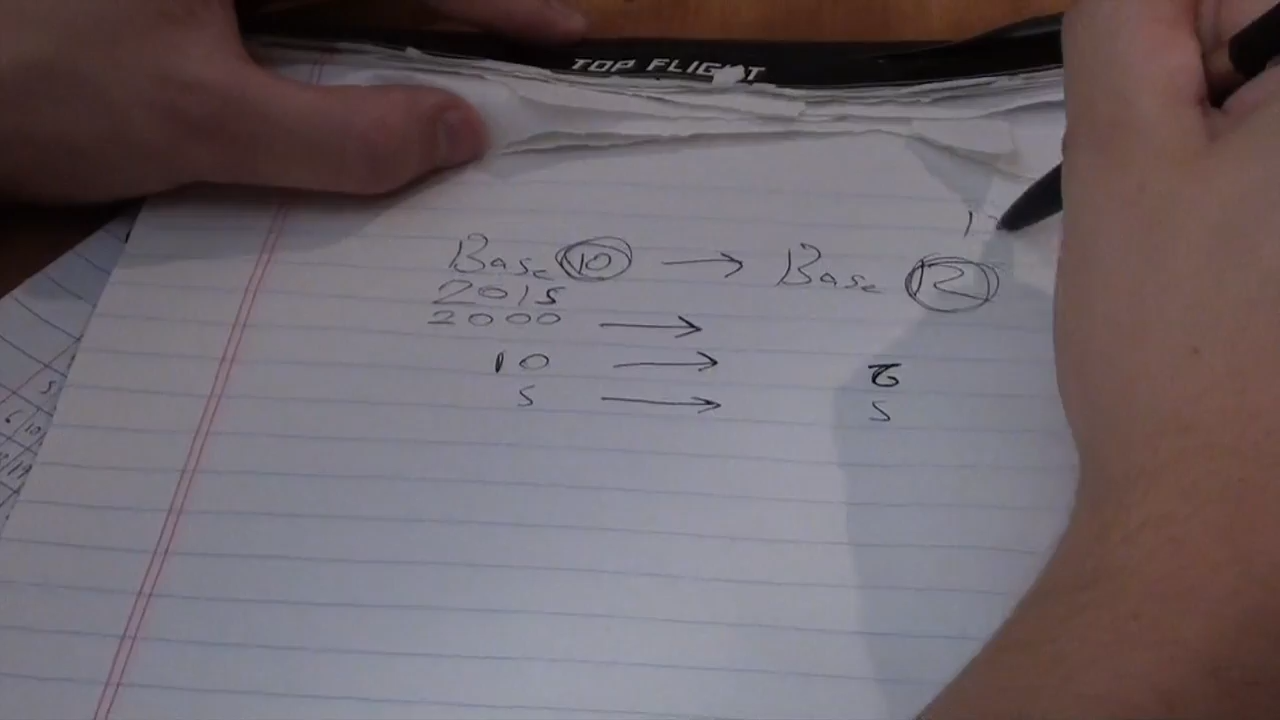 TOP FLIGHT
Base 10 → Base 12
2015
2000 →
10 →
5 → 5